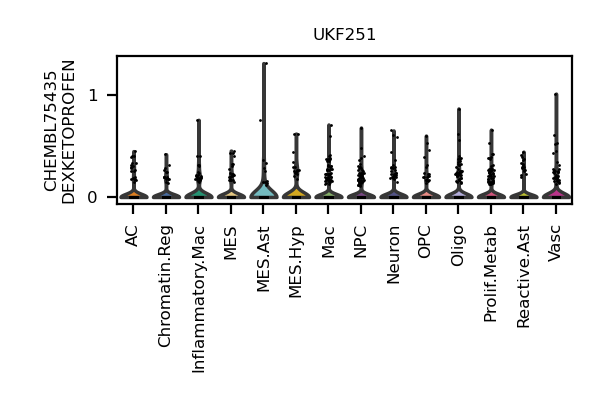 UKF251
CHEMBL75435
DEXKETOPROFEN
1
0
AC
Chromatin.Reg
Inflammatory.Mac
MES
MES.Ast
MES.Hyp
Mac
NPC
Neuron
OPC
Oligo
Prolif.Metab
Reactive.Ast
Vasc